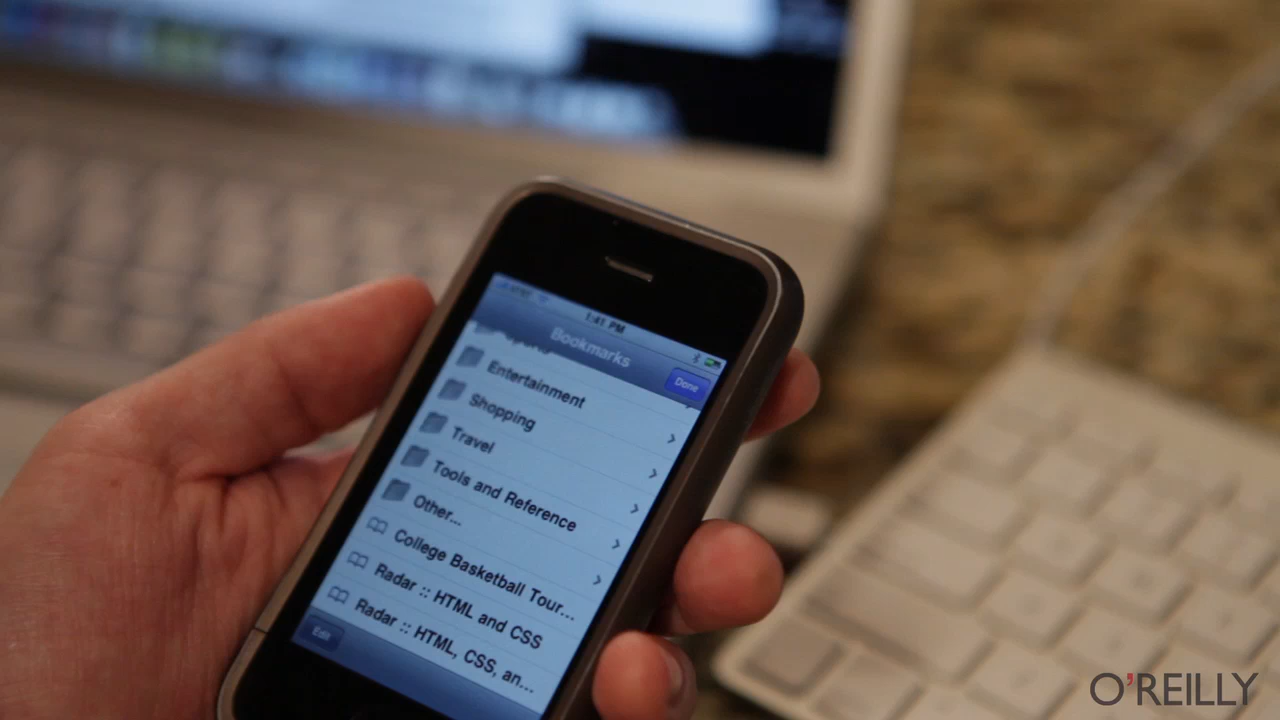 1:41 PM
Bookmarks
Done
Entertainment
Shopping
Travel
Tools and Reference
Other...
College Basketball Tour...
Radar :: HTML and CSS
Radar :: HTML, CSS, an...
Edit
O'REILLY